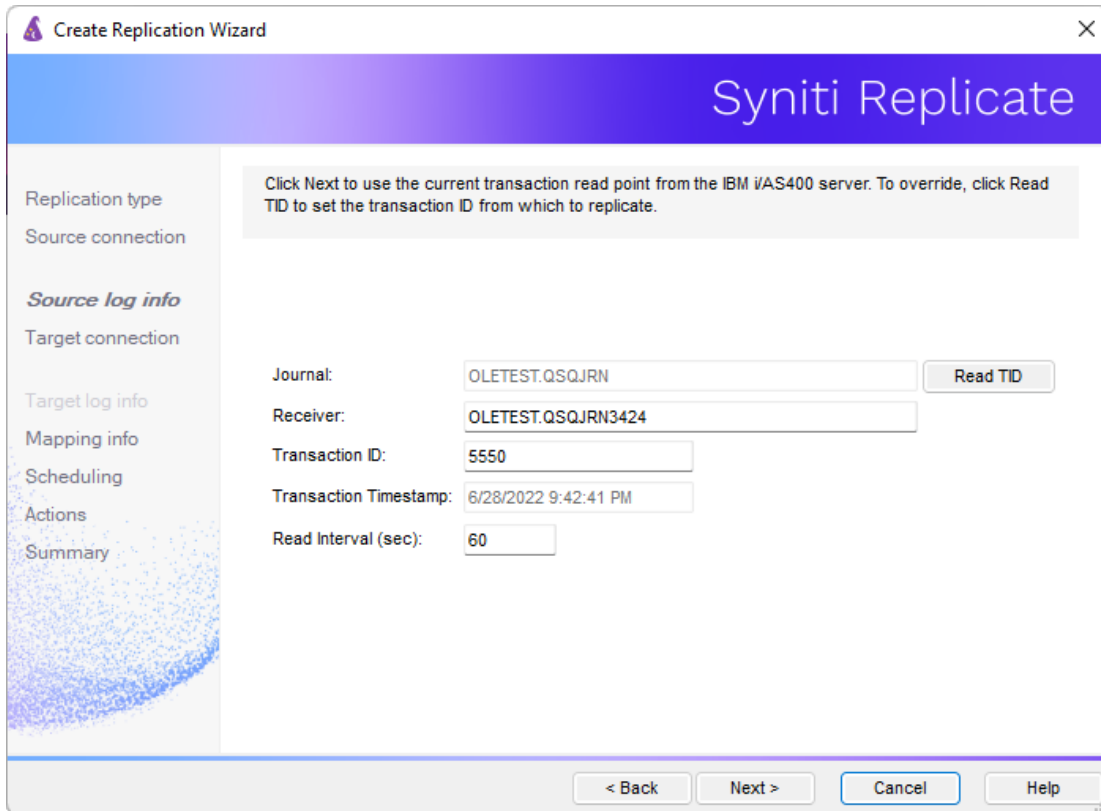 Create Replication Wizard
Syniti Replicate
Replication type
Source connection
Source log info
Target connection
Target log info
Mapping info
Scheduling
Actions
Summary
Click Next to use the current transaction read point from the IBM i/AS400 server. To override, click Read
TID to set the transaction ID from which to replicate.
Journal: OLETEST.QSQJRN Read TID
Receiver: OLETEST.QSQJRN3424
Transaction ID: 5550
Transaction Timestamp: 6/28/2022 9:42:41 PM
Read Interval (sec): 60
< Back Next > Cancel Help